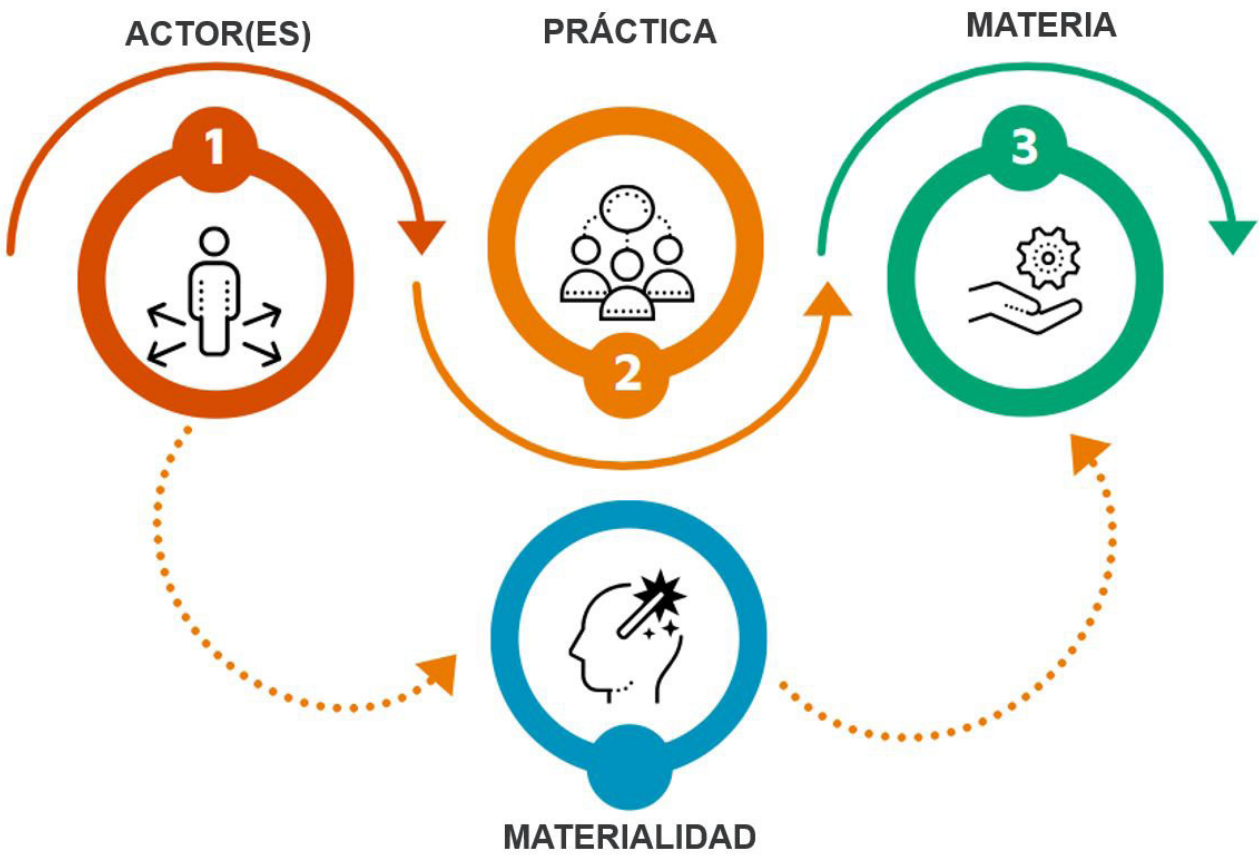 ACTOR(ES)
PRÁCTICA
MATERIA
1
2
3
MATERIALIDAD